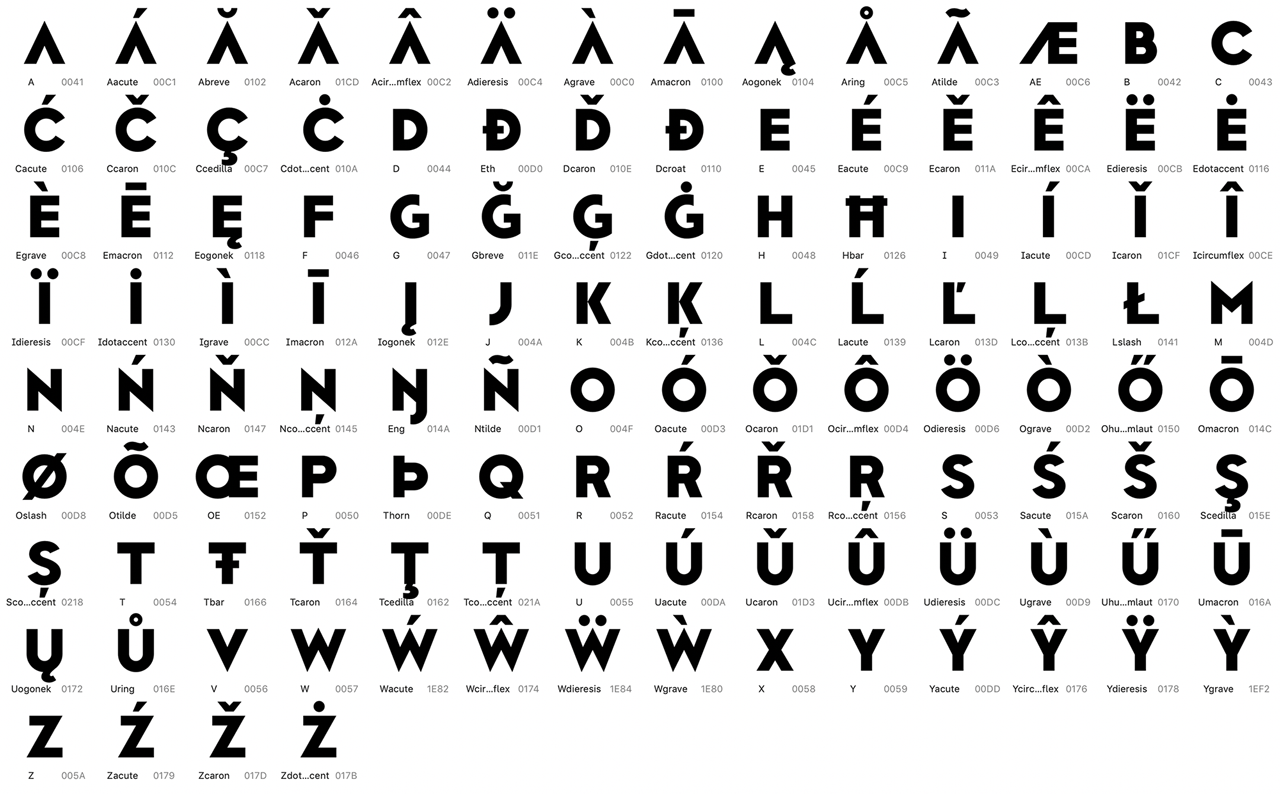 A Á Ă Ǎ Â Ä À Ā Ą Å Ã Æ B C
A 0041 Aacute 00C1 Abreve 0102 Acaron 01CD Acir...mflex 00C2 Adieresis 00C4 Agrave 00C0 Amacron 0100 Aogonek 0104 Aring 00C5 Atilde 00C3 AE 00C6 B 0042 C 0043
Ć Č Ç Ċ D Ð Ď Đ E É Ě Ê Ë Ė
Cacute 0106 Ccaron 010C Ccedilla 00C7 Cdot...cent 010A D 0044 Eth 00D0 Dcaron 010E Dcroat 0110 E 0045 Eacute 00C9 Ecaron 011A Ecir...mflex 00CA Edieresis 00CB Edotaccent 0116
È Ē Ę F G Ğ Ģ Ġ H Ħ I Í Ǐ Î
Egrave 00C8 Emacron 0112 Eogonek 0118 F 0046 G 0047 Gbreve 011E Gco...ccent 0122 Gdot...cent 0120 H 0048 Hbar 0126 I 0049 Iacute 00CD Icaron 01CF Icircumflex 00CE
Ï İ Ì Ī Į J K Ķ L Ĺ Ľ Ļ Ł M
Idieresis 00CF Idotaccent 0130 Igrave 00CC Imacron 012A Iogonek 012E J 004A K 004B Kco...ccent 0136 L 004C Lacute 0139 Lcaron 013D Lco...ccent 013B Lslash 0141 M 004D
N Ń Ň Ņ Ŋ Ñ O Ó Ǒ Ô Ö Ò Ő Ō
N 004E Nacute 0143 Ncaron 0147 Nco...ccent 0145 Eng 014A Ntilde 00D1 O 004F Oacute 00D3 Ocaron 01D1 Ocir...mflex 00D4 Odieresis 00D6 Ograve 00D2 Ohu...mlaut 0150 Omacron 014C
Ø Õ Œ P Þ Q R Ŕ Ř Ŗ S Ś Š Ş
Oslash 00D8 Otilde 00D5 OE 0152 P 0050 Thorn 00DE Q 0051 R 0052 Racute 0154 Rcaron 0158 Rco...ccent 0156 S 0053 Sacute 015A Scaron 0160 Scedilla 015E
Ș T Ŧ Ť Ţ Ț U Ú Ǔ Û Ü Ù Ű Ū
Sco...ccent 0218 T 0054 Tbar 0166 Tcaron 0164 Tcedilla 0162 Tco...ccent 021A U 0055 Uacute 00DA Ucaron 01D3 Ucir...mflex 00DB Udieresis 00DC Ugrave 00D9 Uhu...mlaut 0170 Umacron 016A
Ų Ů V W Ẃ Ŵ Ẅ Ẁ X Y Ý Ŷ Ÿ Ỳ
Uogonek 0172 Uring 016E V 0056 W 0057 Wacute 1E82 Wcir...flex 0174 Wdieresis 1E84 Wgrave 1E80 X 0058 Y 0059 Yacute 00DD Ycirc...flex 0176 Ydieresis 0178 Ygrave 1EF2
Z Ź Ž Ż
Z 005A Zacute 0179 Zcaron 017D Zdot...cent 017B